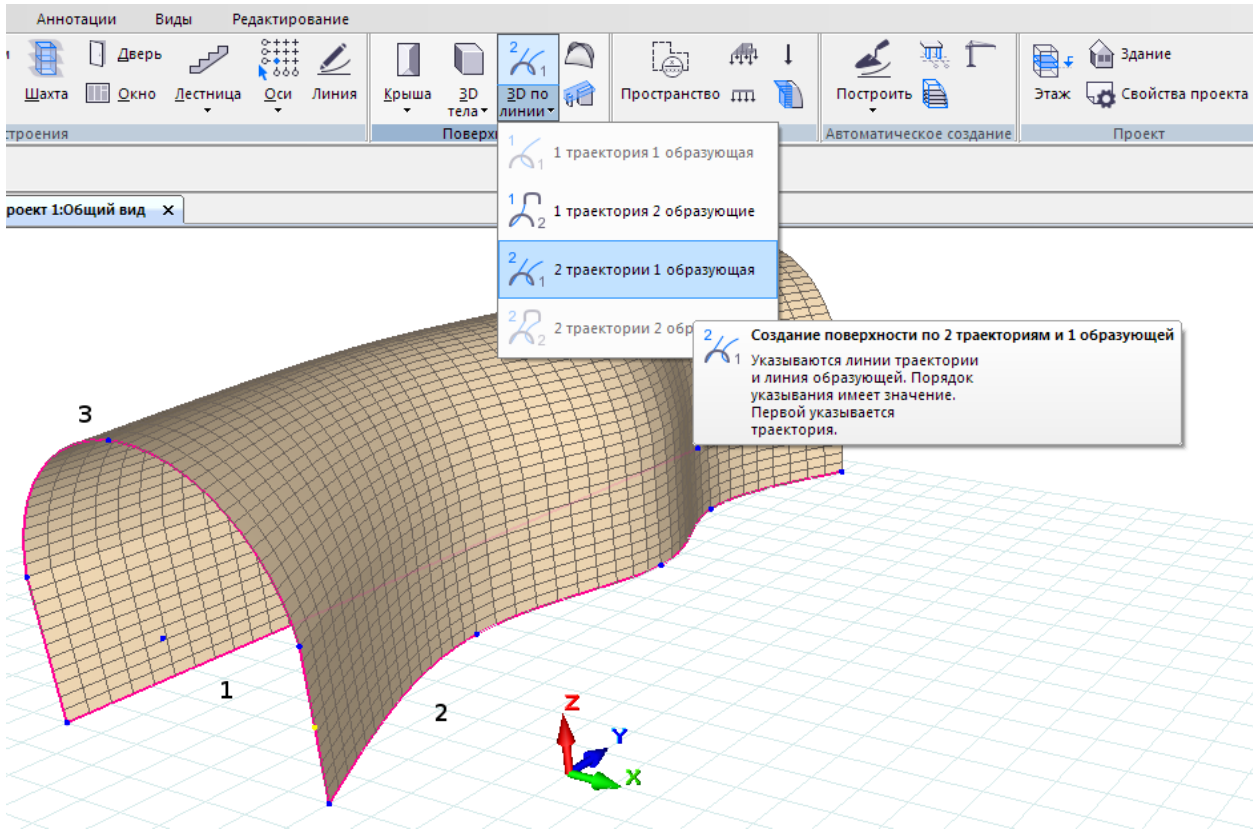 Аннотации Виды Редактирование
Дверь
Шахта Окно Лестница Оси Линия
Крыша 3D тела 3D по линии
Пространство
Построить
Этаж Здание
Свойства проекта
Автоматическое создание Проект
1 траектория 1 образующая
1 траектория 2 образующие
2 траектории 1 образующая
2 траектории 2 обр
роект 1:Общий вид X
Создание поверхности по 2 траекториям и 1 образующей
Указываются линии траектории
и линия образующей. Порядок
указывания имеет значение.
Первой указывается
траектория.
3
1
2
Z
Y
X